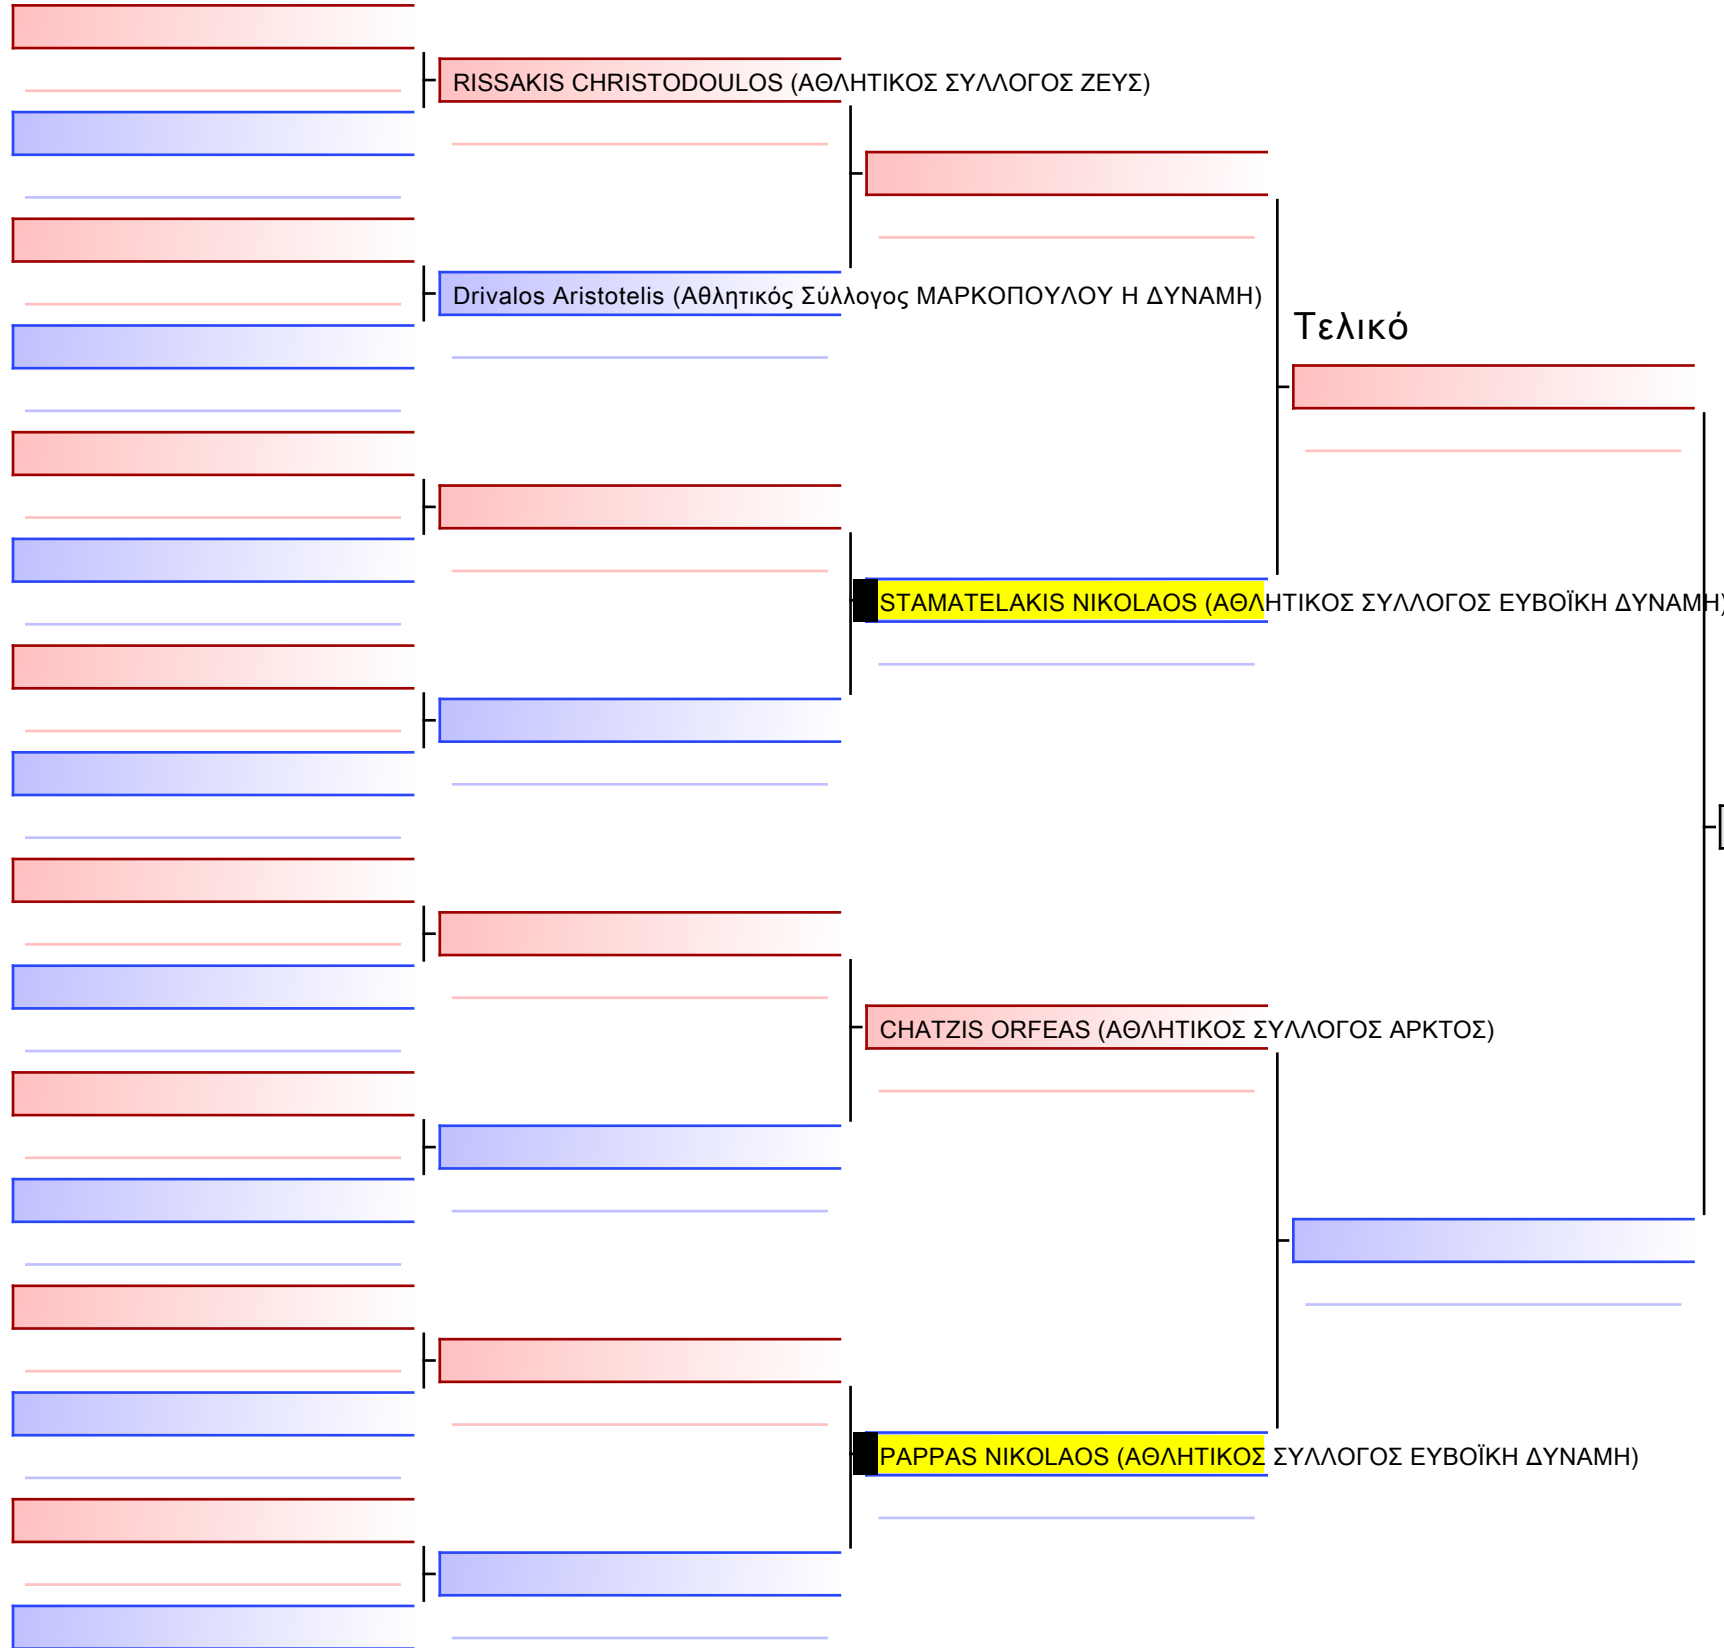 RISSAKIS CHRISTODOULOS (ΑΘΛΗΤΙΚΟΣ ΣΥΛΛΟΓΟΣ ΖΕΥΣ)
Drivalos Aristotelis (Αθλητικός Σύλλογος ΜΑΡΚΟΠΟΥΛΟΥ Η ΔΥΝΑΜΗ)
Τελικό
STAMATELAKIS NIKOLAOS (ΑΘΛΗΤΙΚΟΣ ΣΥΛΛΟΓΟΣ ΕΥΒΟΪΚΗ ΔΥΝΑΜΗ)
CHATZIS ORFEAS (ΑΘΛΗΤΙΚΟΣ ΣΥΛΛΟΓΟΣ ΑΡΚΤΟΣ)
PAPPAS NIKOLAOS (ΑΘΛΗΤΙΚΟΣ ΣΥΛΛΟΓΟΣ ΕΥΒΟΪΚΗ ΔΥΝΑΜΗ)